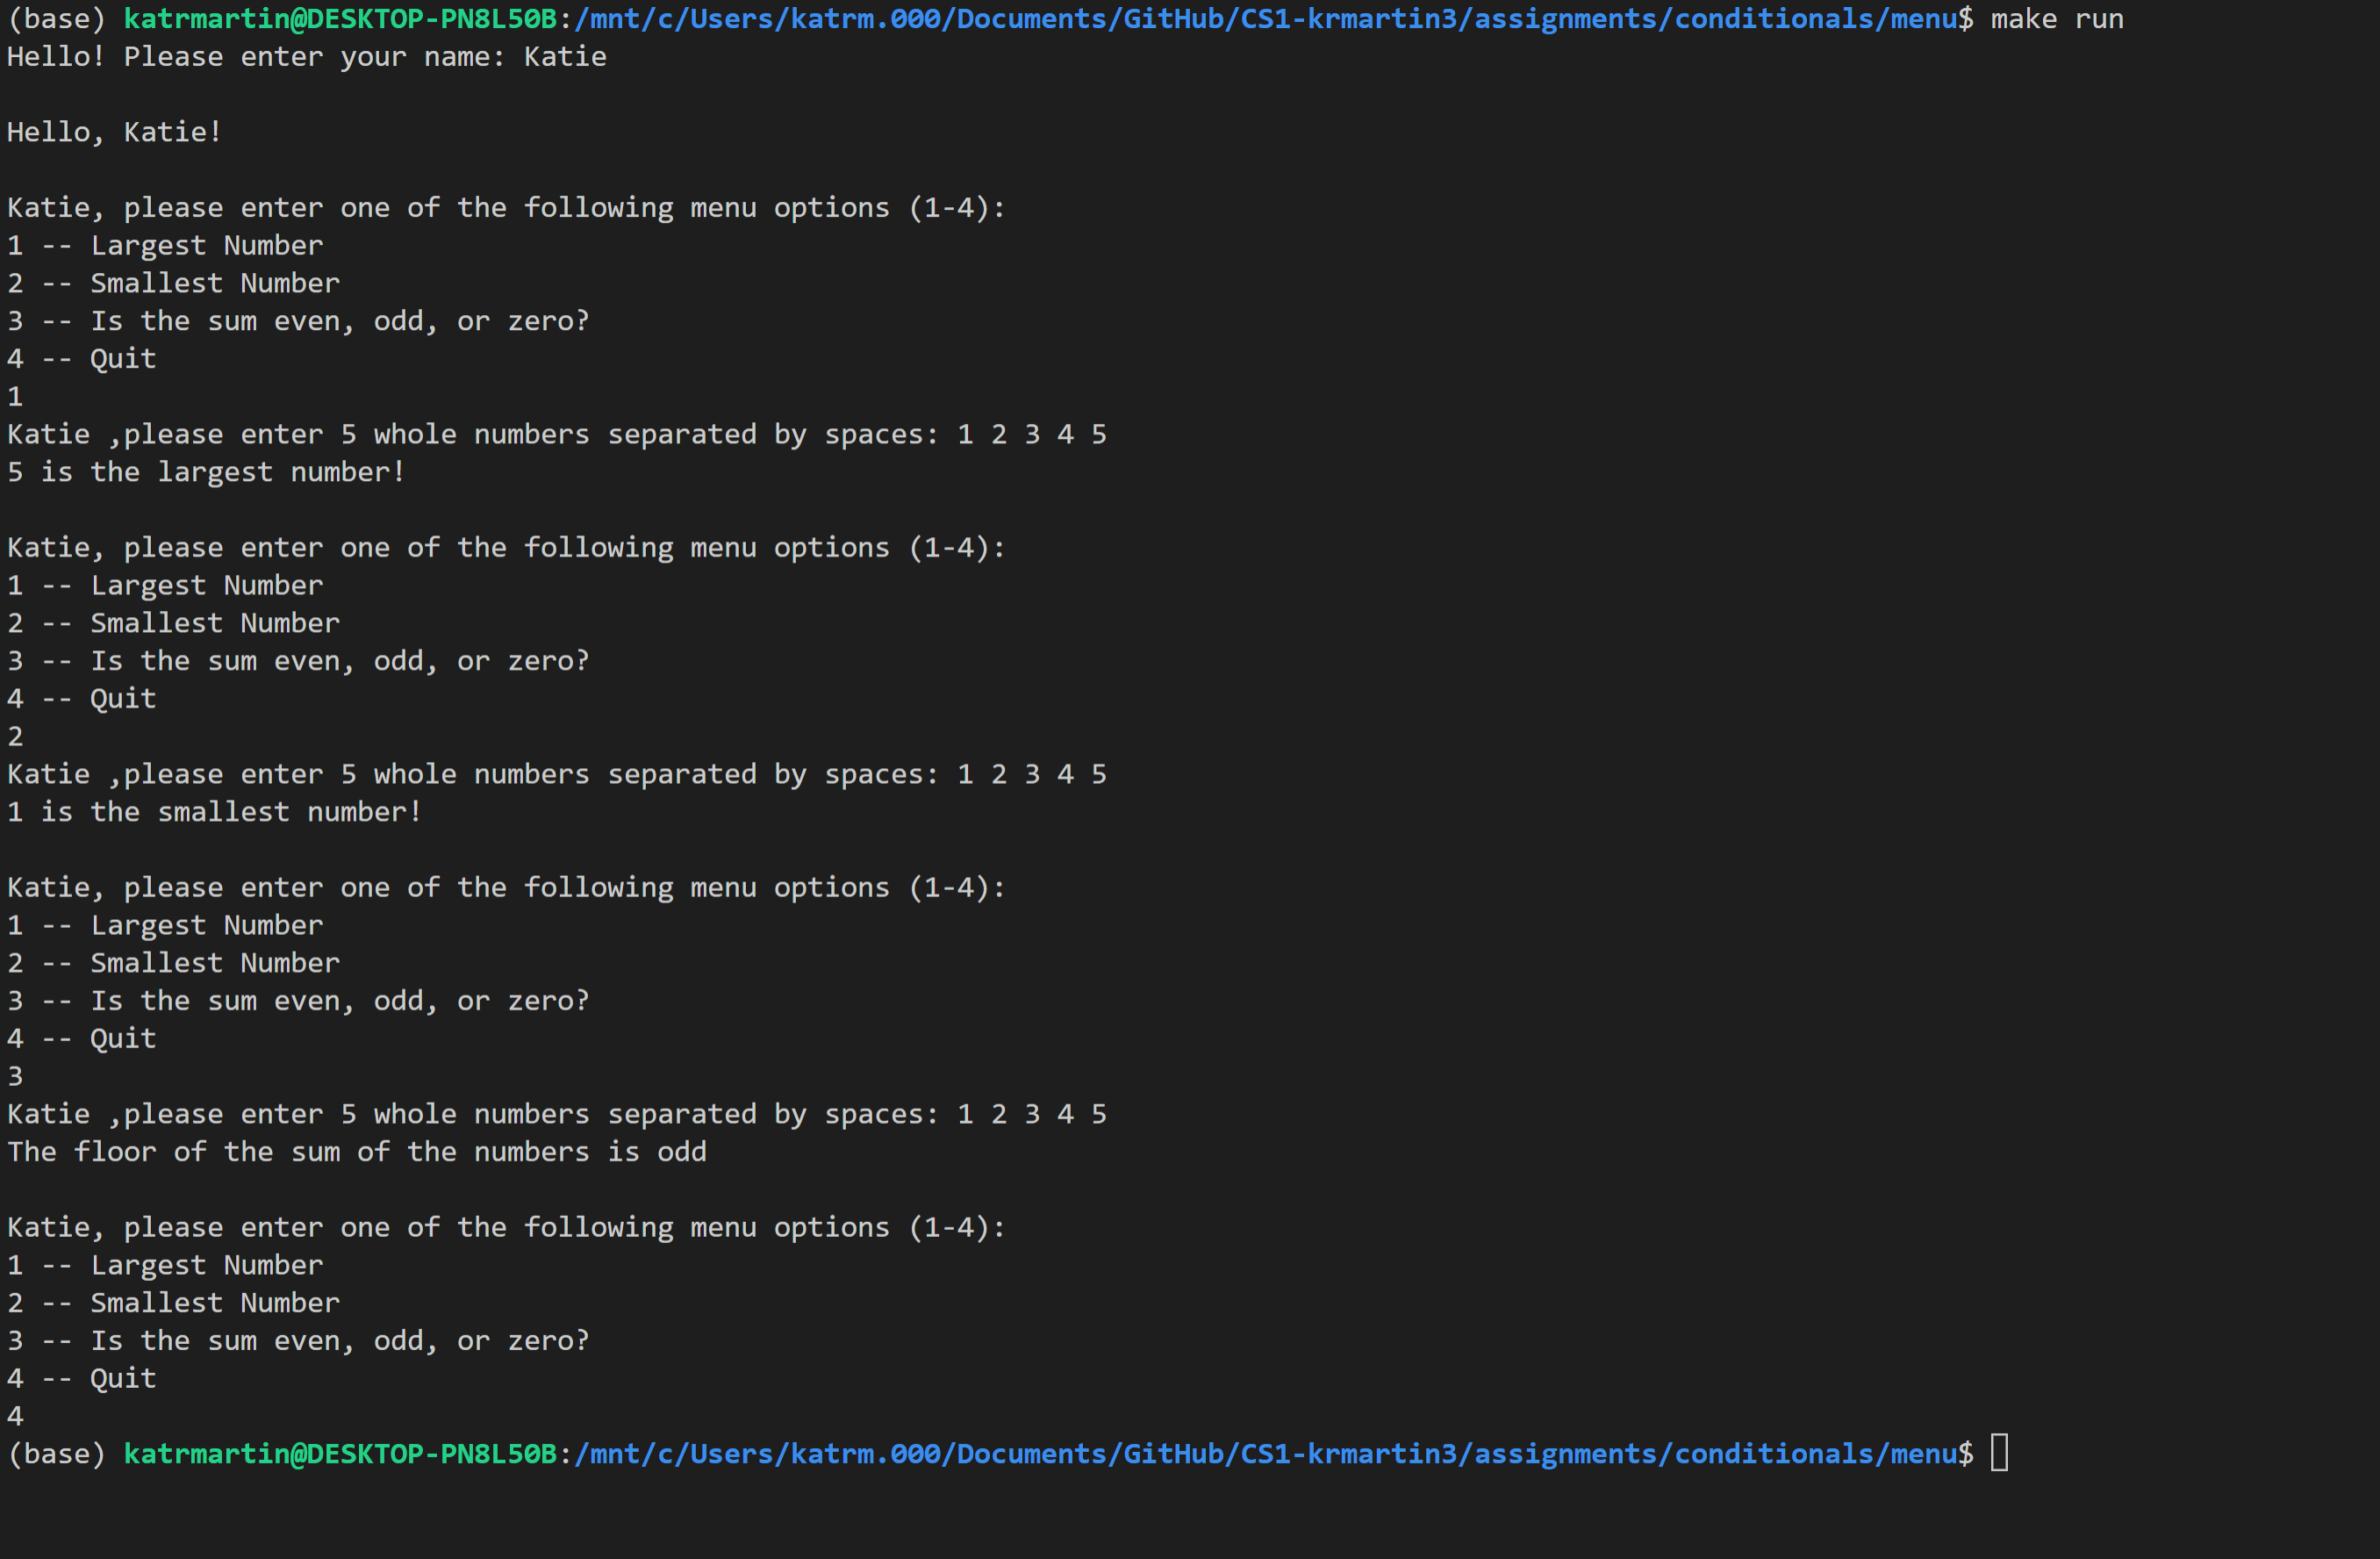 (base) katrmartin@DESKTOP-PN8L50B:/mnt/c/Users/katrm.000/Documents/GitHub/CS1-krmartin3/assignments/conditionals/menu$ make run
Hello! Please enter your name: Katie
Hello, Katie!
Katie, please enter one of the following menu options (1-4):
1 -- Largest Number
2 -- Smallest Number
3 -- Is the sum even, odd, or zero?
4 -- Quit
1
Katie ,please enter 5 whole numbers separated by spaces: 1 2 3 4 5
5 is the largest number!
Katie, please enter one of the following menu options (1-4):
1 -- Largest Number
2 -- Smallest Number
3 -- Is the sum even, odd, or zero?
4 -- Quit
2
Katie ,please enter 5 whole numbers separated by spaces: 1 2 3 4 5
1 is the smallest number!
Katie, please enter one of the following menu options (1-4):
1 -- Largest Number
2 -- Smallest Number
3 -- Is the sum even, odd, or zero?
4 -- Quit
3
Katie ,please enter 5 whole numbers separated by spaces: 1 2 3 4 5
The floor of the sum of the numbers is odd
Katie, please enter one of the following menu options (1-4):
1 -- Largest Number
2 -- Smallest Number
3 -- Is the sum even, odd, or zero?
4 -- Quit
4
(base) katrmartin@DESKTOP-PN8L50B:/mnt/c/Users/katrm.000/Documents/GitHub/CS1-krmartin3/assignments/conditionals/menu$